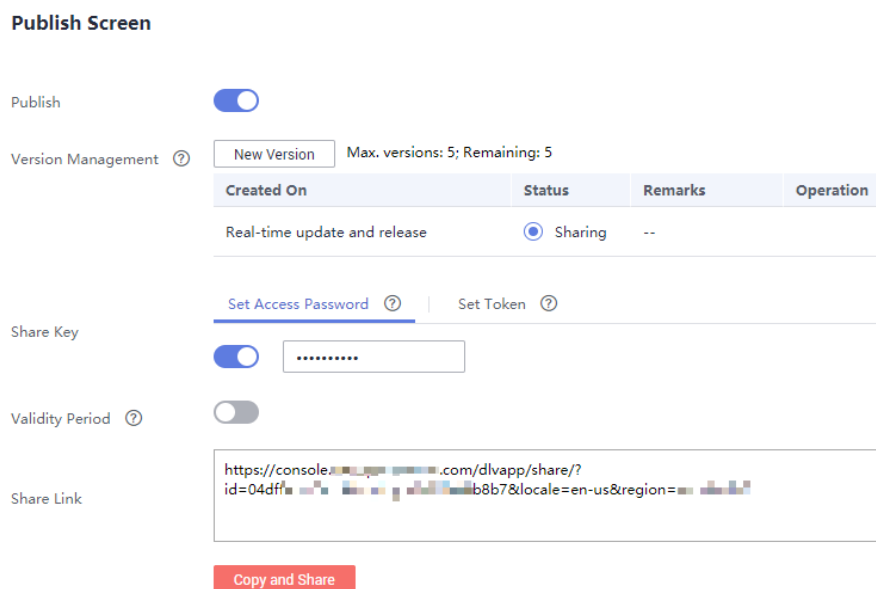 Publish Screen
Publish
Version Management ?
New Version Max. versions: 5; Remaining: 5
Created On Status Remarks Operation
Real-time update and release Sharing --
Set Access Password ? Set Token ?
Share Key
••••••••••
Validity Period ?
https://console. .com/dlvapp/share/?
id=04dff b8b7&locale=en-us&region=
Share Link
Copy and Share